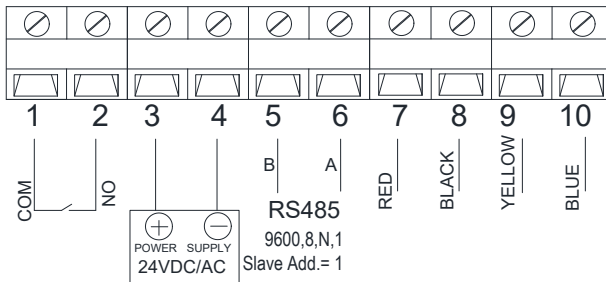 1 2 3 4 5 6 7 8 9 10
COM
NO
B
A
RED
BLACK
YELLOW
BLUE
POWER SUPPLY
24VDC/AC
RS485
9600,8,N,1
Slave Add.= 1